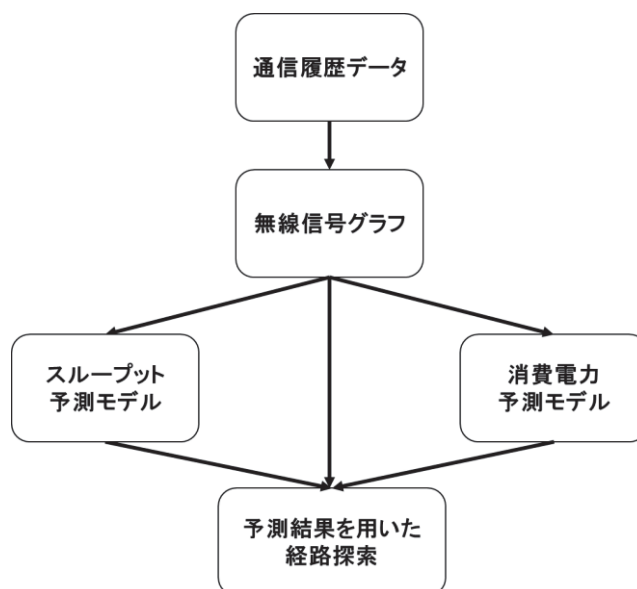 通信履歴データ
無線信号グラフ
スループット
予測モデル
消費電力
予測モデル
予測結果を用いた
経路探索